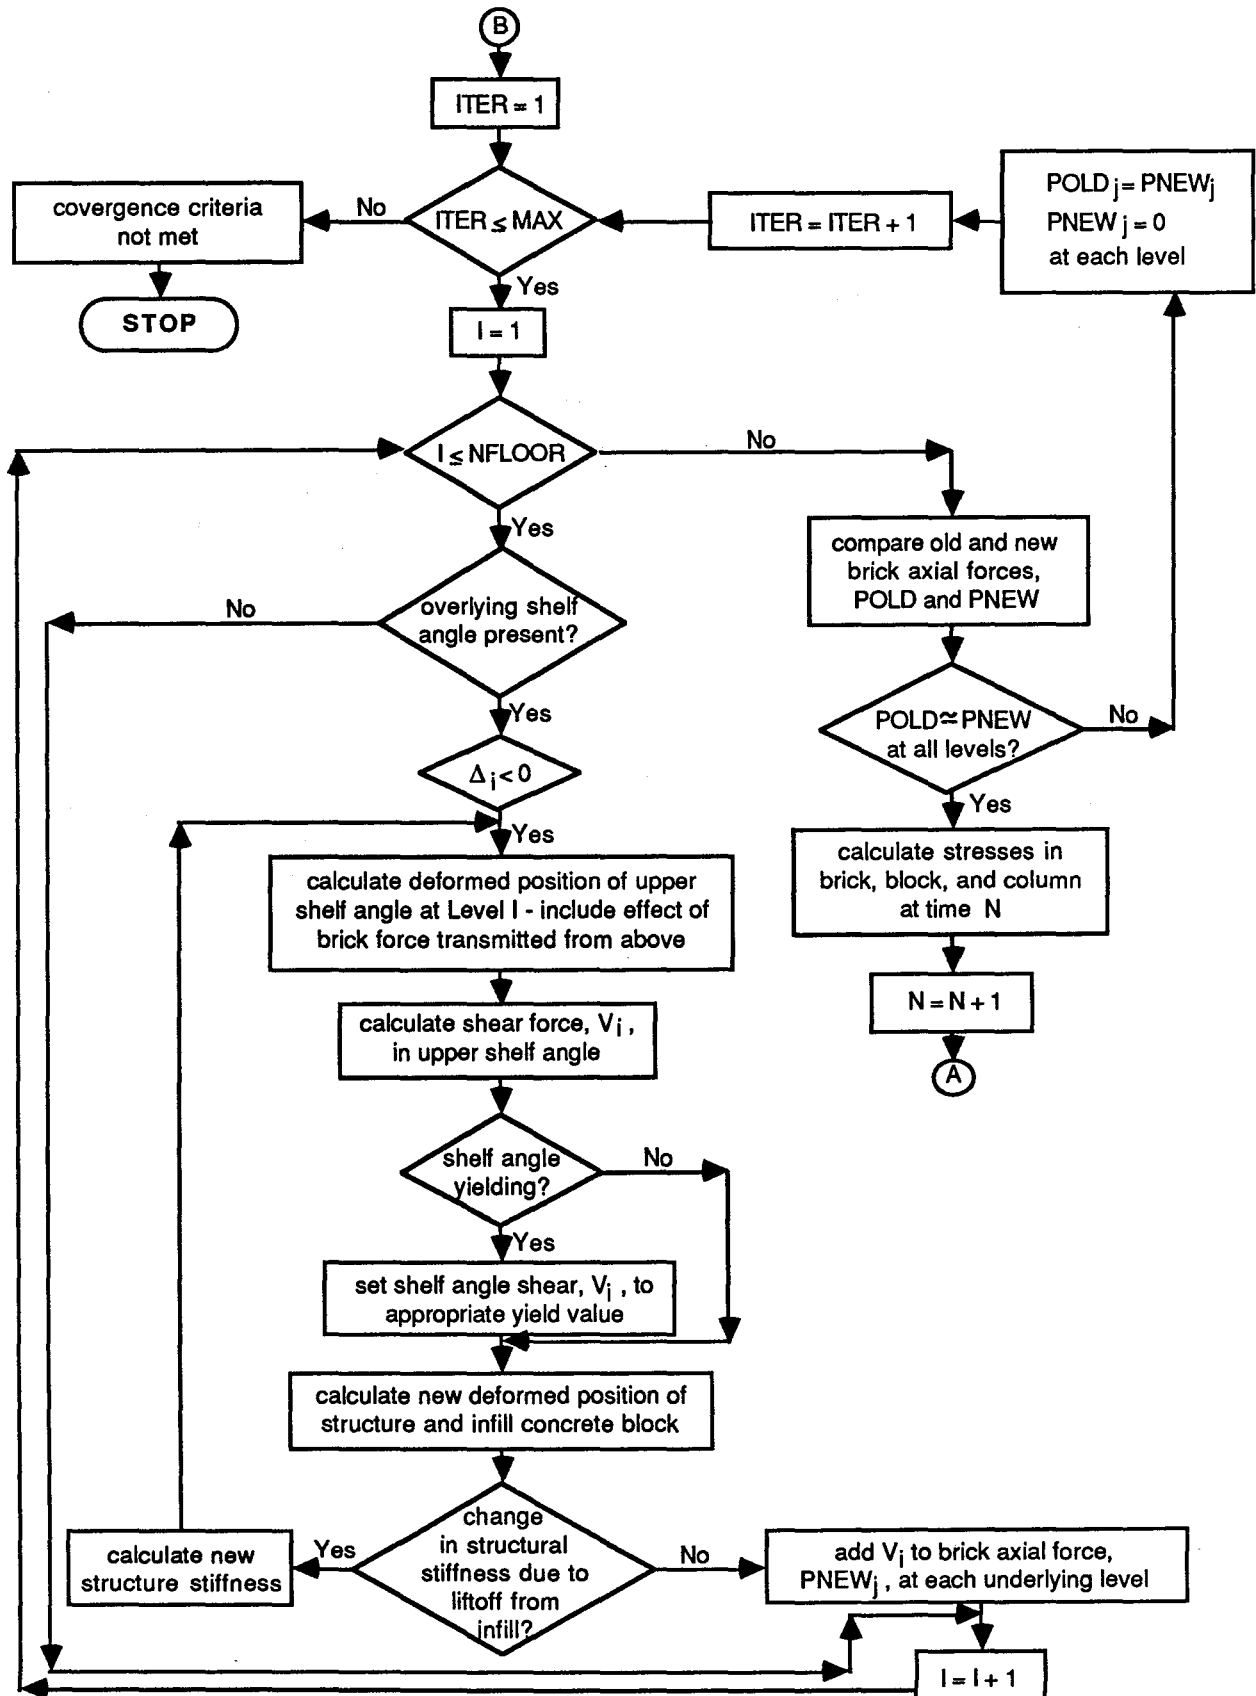 B
ITER = 1
ITER ≤ MAX
No
covergence criteria
not met
STOP
ITER = ITER + 1
POLD j = PNEW j
PNEW j = 0
at each level
Yes
I = 1
I ≤ NFLOOR
No
Yes
overlying shelf
angle present?
No
Yes
Δ i < 0
Yes
calculate deformed position of upper
shelf angle at Level I - include effect of
brick force transmitted from above
calculate shear force, V i ,
in upper shelf angle
shelf angle
yielding?
No
Yes
set shelf angle shear, V i , to
appropriate yield value
calculate new deformed position of
structure and infill concrete block
change
in structural
stiffness due to
liftoff from
infill?
Yes
calculate new
structure stiffness
No
add V i to brick axial force,
PNEW j , at each underlying level
I = I + 1
compare old and new
brick axial forces,
POLD and PNEW
POLD ≃ PNEW
at all levels?
No
Yes
calculate stresses in
brick, block, and column
at time N
N = N + 1
A